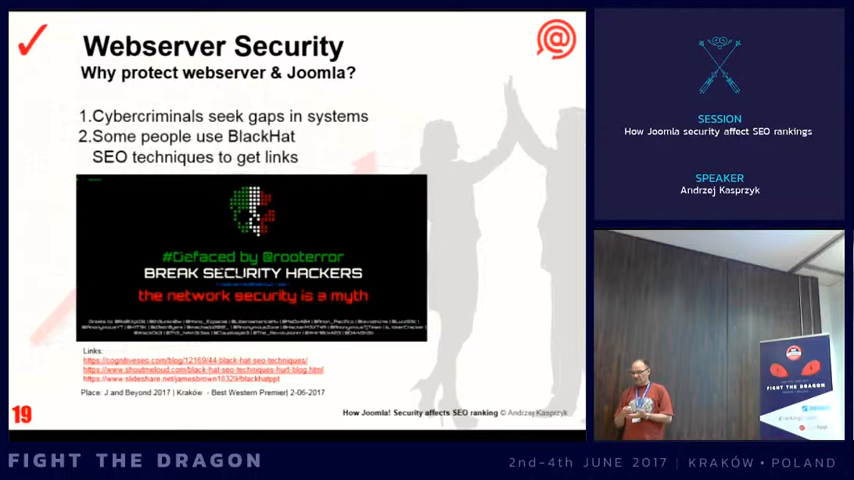 Webserver Security
Why protect webserver & Joomla?
1.Cybercriminals seek gaps in systems
2.Some people use BlackHat
SEO techniques to get links
#Defaced by @rooterror
BREAK SECURITY HACKERS
the network security is a myth
Links:
https://cognitiveseo.com/blog/12169/44-black-hat-seo-techniques/
https://www.shoutmeloud.com/black-hat-seo-techniques-hurt-blog.html
https://www.slideshare.net/jamesbrown18329/blackhatppt
Place: J and Beyond 2017 | Kraków - Best Western Premier| 2-06-2017
19
How Joomla! Security affects SEO ranking © Andrzej Kasprzyk
SESSION
How Joomla security affect SEO rankings
SPEAKER
Andrzej Kasprzyk
FIGHT THE DRAGON
FIGHT THE DRAGON
2nd-4th JUNE 2017 | KRAKÓW • POLAND